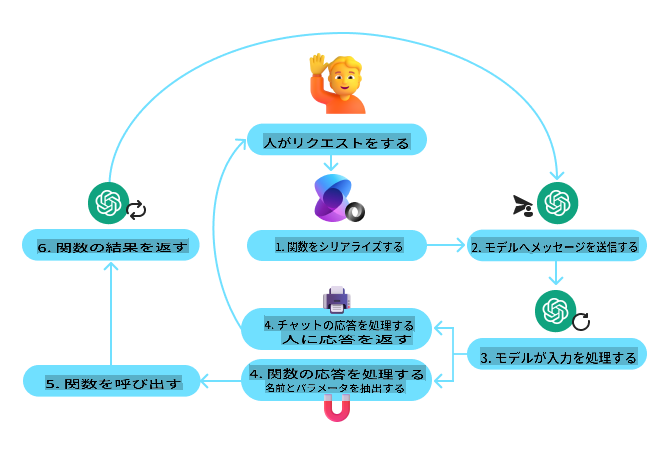 人がリクエストをする
1. 関数をシリアライズする
2. モデルへメッセージを送信する
3. モデルが入力を処理する
4. チャットの応答を処理する
人に応答を返す
4. 関数の応答を処理する
名前とパラメータを抽出する
5. 関数を呼び出す
6. 関数の結果を返す